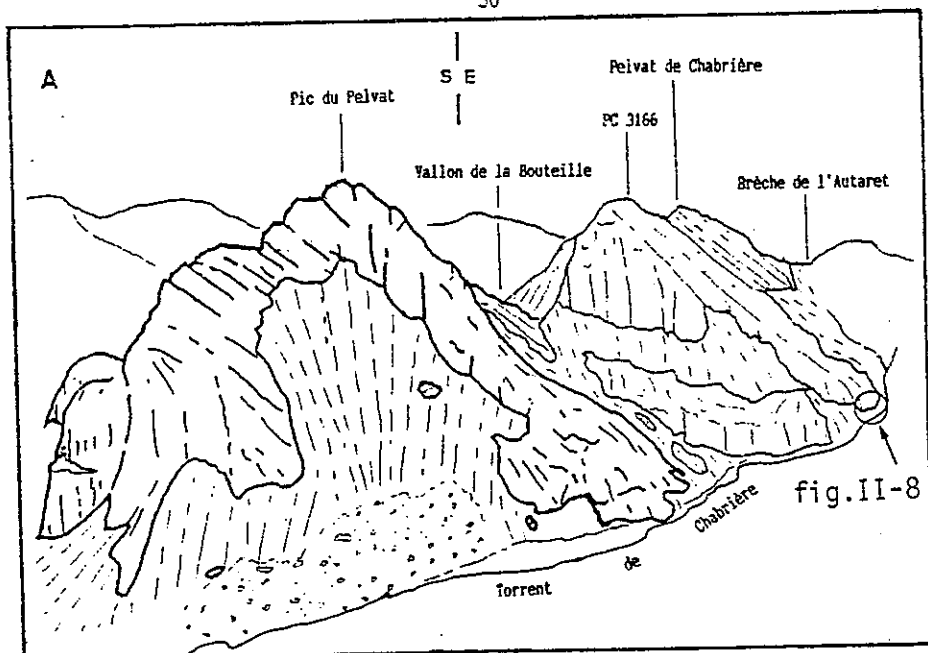 A
S E
Pic du Pelvat
Pelvat de Chabrière
PC 3166
Vallon de la Bouteille
Brèche de l'Autaret
fig.II-8
Torrent de Chabrière